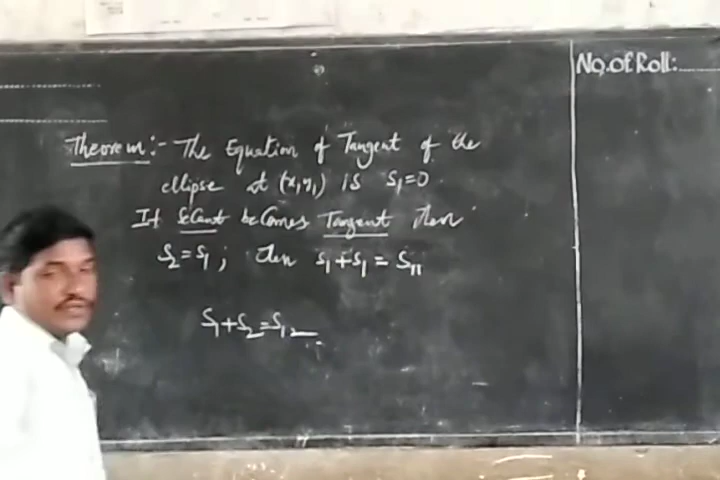 No. of Roll:........
Theorem:- The Equation of Tangent of the
ellipse at (x₁,y₁) is S₁=0.
If Secant becomes Tangent then
S₂=S₁; then S₁+S₁=S₁₁
S₁+S₂=S₁₂